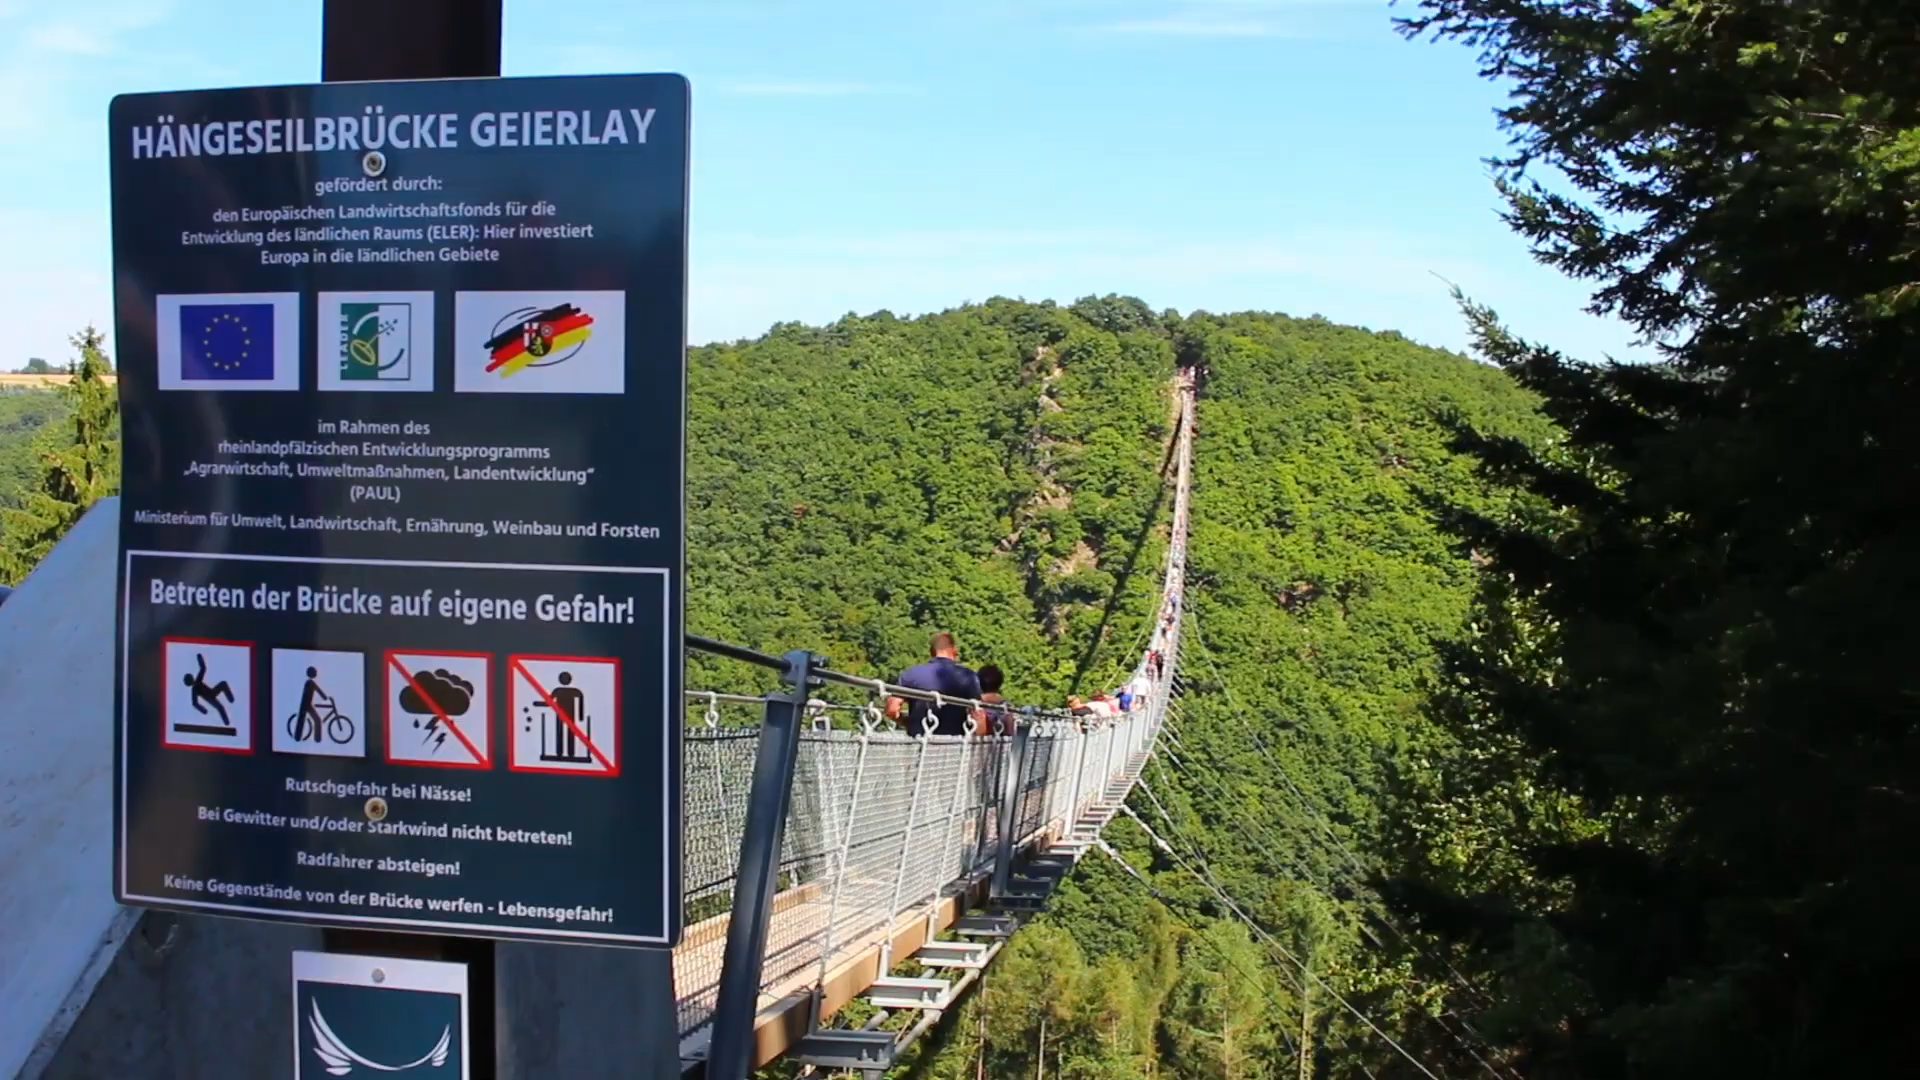 HÄNGESEILBRÜCKE GEIERLAY
gefördert durch:
den Europäischen Landwirtschaftsfonds für die
Entwicklung des ländlichen Raums (ELER): Hier investiert
Europa in die ländlichen Gebiete
LEADER
im Rahmen des
rheinlandpfälzischen Entwicklungsprogramms
„Agrarwirtschaft, Umweltmaßnahmen, Landentwicklung“
(PAUL)
Ministerium für Umwelt, Landwirtschaft, Ernährung, Weinbau und Forsten
Betreten der Brücke auf eigene Gefahr!
Rutschgefahr bei Nässe!
Bei Gewitter und/oder Starkwind nicht betreten!
Radfahrer absteigen!
Keine Gegenstände von der Brücke werfen - Lebensgefahr!